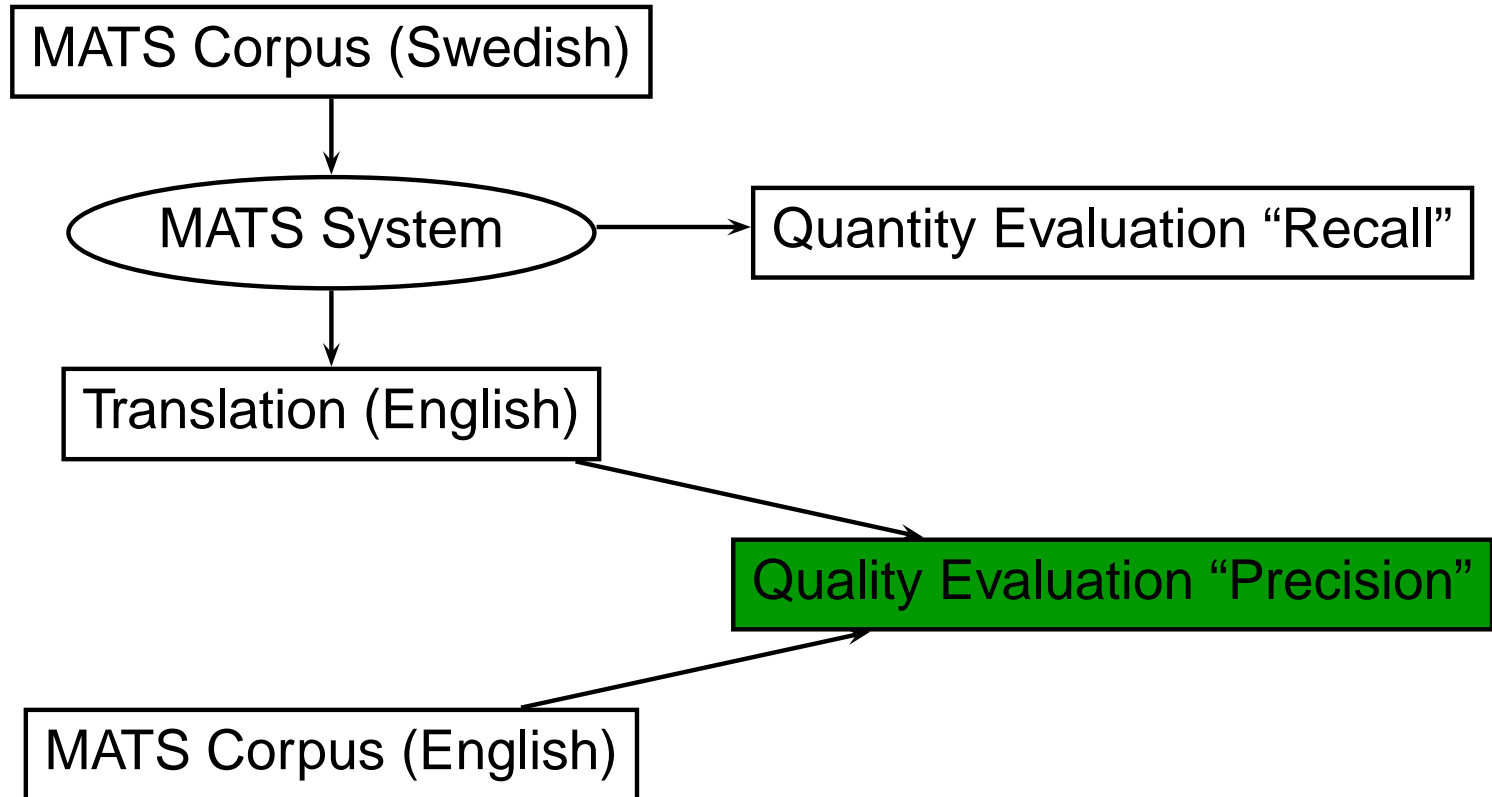 MATS Corpus (Swedish)
MATS System
Quantity Evaluation “Recall”
Translation (English)
Quality Evaluation “Precision”
MATS Corpus (English)